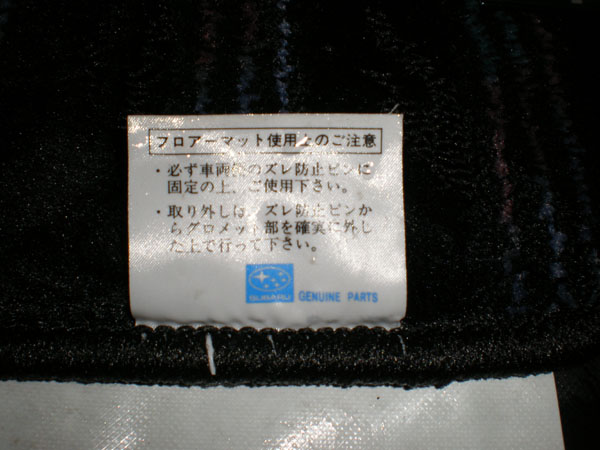 フロアーマット使用上のご注意
・必ず車両側のズレ防止ピンに
固定の上、ご使用下さい。
・取り外しは、ズレ防止ピンか
らグロメット部を確実に外し
た上で行って下さい。
SUBARU
GENUINE PARTS